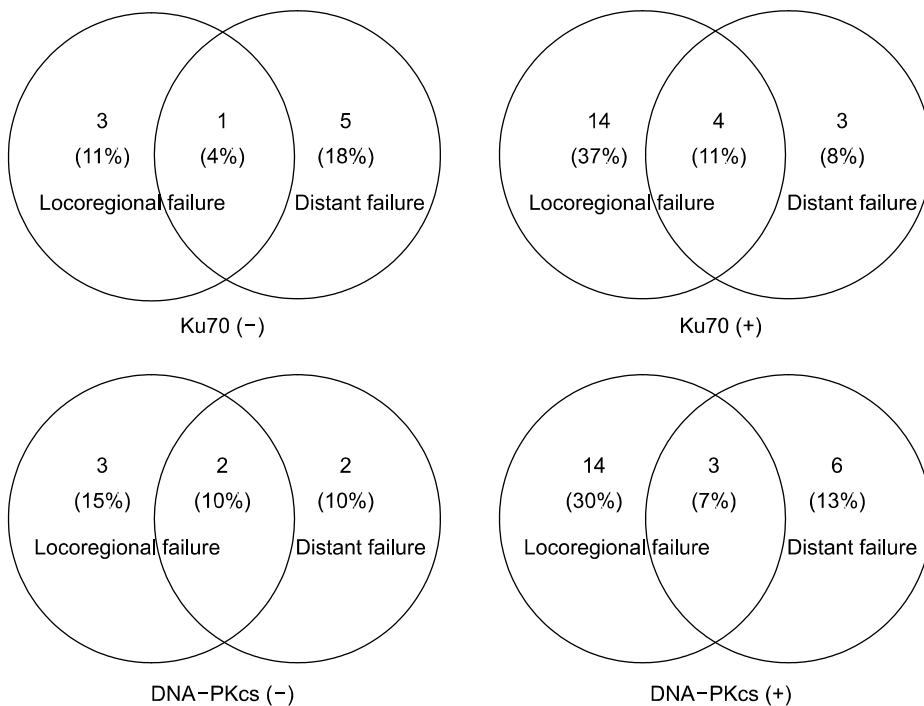 3 1 5
(11%) (4%) (18%)
Locoregional failure Distant failure
Ku70 (−)
14 4 3
(37%) (11%) (8%)
Locoregional failure Distant failure
Ku70 (+)
3 2 2
(15%) (10%) (10%)
Locoregional failure Distant failure
DNA−PKcs (−)
14 3 6
(30%) (7%) (13%)
Locoregional failure Distant failure
DNA−PKcs (+)